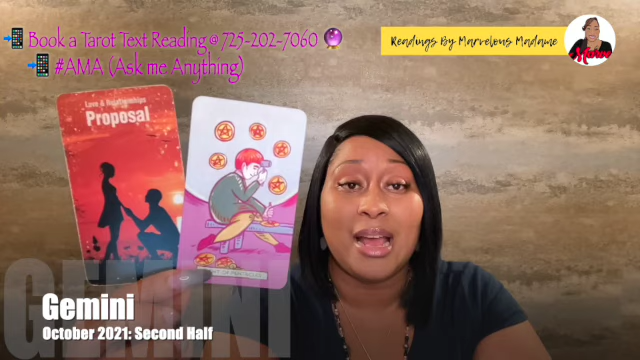 Book a Tarot Text Reading @ 725-202-7060
#AMA (Ask me Anything)
Readings By Marvelous Madame
Marve
Love & Relationships
Proposal
GEMINI
Gemini
October 2021: Second Half